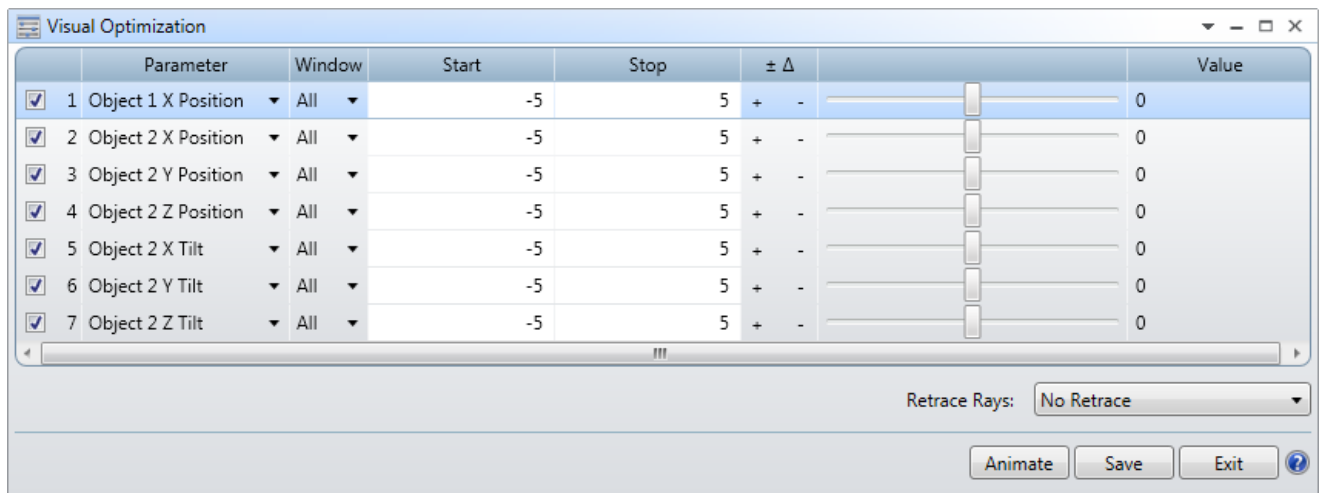 Visual Optimization
Parameter Window Start Stop ± Δ Value
1 Object 1 X Position All -5 5 + - 0
2 Object 2 X Position All -5 5 + - 0
3 Object 2 Y Position All -5 5 + - 0
4 Object 2 Z Position All -5 5 + - 0
5 Object 2 X Tilt All -5 5 + - 0
6 Object 2 Y Tilt All -5 5 + - 0
7 Object 2 Z Tilt All -5 5 + - 0
Retrace Rays: No Retrace
Animate Save Exit ?